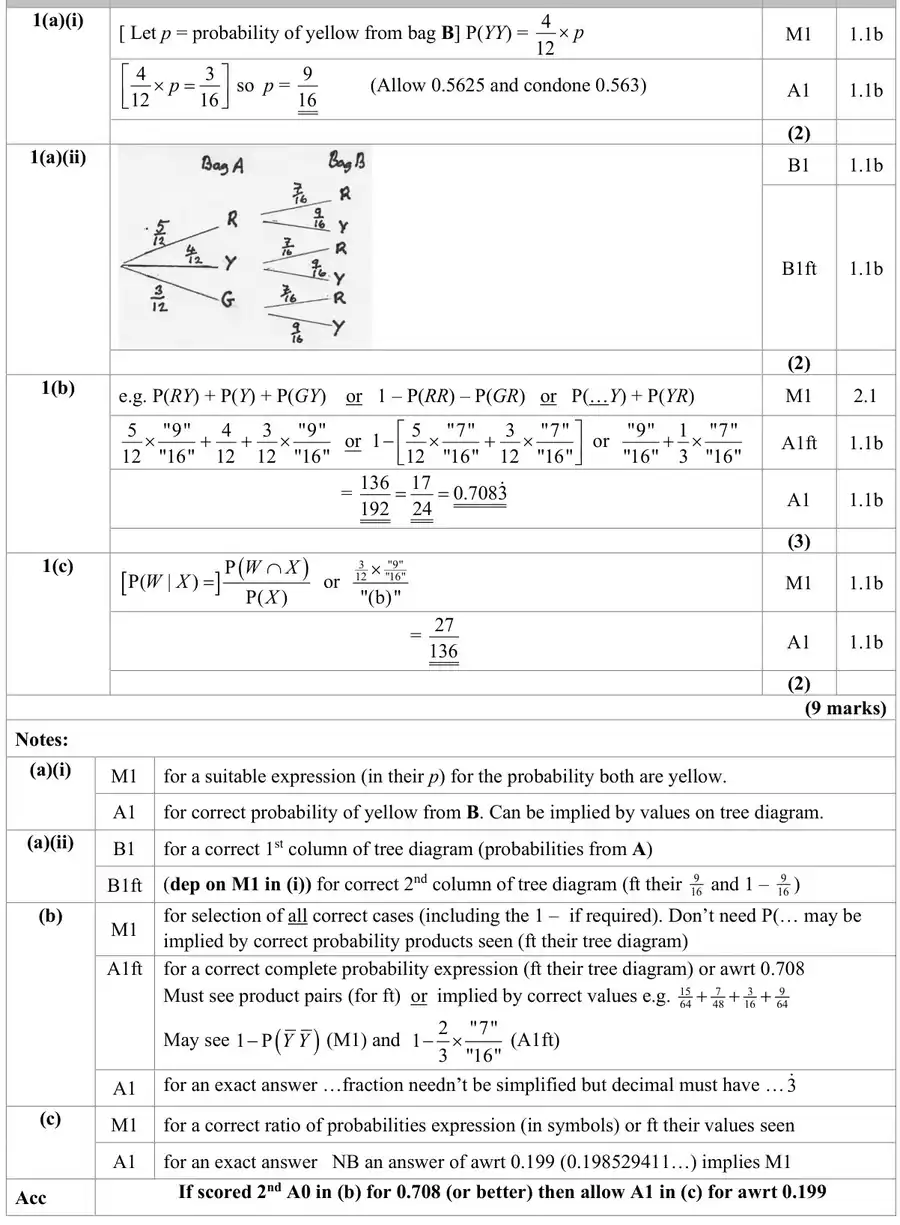 1(a)(i)
[ Let p = probability of yellow from bag B] P(YY) = 4/12 × p M1 1.1b
[4/12 × p = 3/16] so p = 9/16 (Allow 0.5625 and condone 0.563) A1 1.1b
(2)
1(a)(ii) B1 1.1b
Bag A Bag B
7/16 R
5/12 R 9/16 Y
7/16 R
4/12 Y 9/16 Y
7/16 R
3/12 G 9/16 Y
B1ft 1.1b
(2)
1(b) e.g. P(RY) + P(Y) + P(GY) or 1 – P(RR) – P(GR) or P(…Y) + P(YR) M1 2.1
5/12 × "9"/"16" + 4/12 + 3/12 × "9"/"16" or 1 − [5/12 × "7"/"16" + 3/12 × "7"/"16"] or "9"/"16" + 1/3 × "7"/"16" A1ft 1.1b
= 136/192 = 17/24 = 0.7083̇ A1 1.1b
(3)
1(c) [P(W | X) =] P(W ∩ X)/P(X) or (3/12 × "9"/"16")/"(b)" M1 1.1b
= 27/136 A1 1.1b
(2)
(9 marks)
Notes:
(a)(i) M1 for a suitable expression (in their p) for the probability both are yellow.
A1 for correct probability of yellow from B. Can be implied by values on tree diagram.
(a)(ii) B1 for a correct 1st column of tree diagram (probabilities from A)
B1ft (dep on M1 in (i)) for correct 2nd column of tree diagram (ft their 9/16 and 1 – 9/16)
(b) M1 for selection of all correct cases (including the 1 – if required). Don't need P(… may be
implied by correct probability products seen (ft their tree diagram)
A1ft for a correct complete probability expression (ft their tree diagram) or awrt 0.708
Must see product pairs (for ft) or implied by correct values e.g. 15/64 + 7/48 + 3/16 + 9/64
May see 1 − P(Y̅ Y̅) (M1) and 1 − 2/3 × "7"/"16" (A1ft)
A1 for an exact answer …fraction needn't be simplified but decimal must have …3̇
(c) M1 for a correct ratio of probabilities expression (in symbols) or ft their values seen
A1 for an exact answer NB an answer of awrt 0.199 (0.198529411…) implies M1
Acc If scored 2nd A0 in (b) for 0.708 (or better) then allow A1 in (c) for awrt 0.199